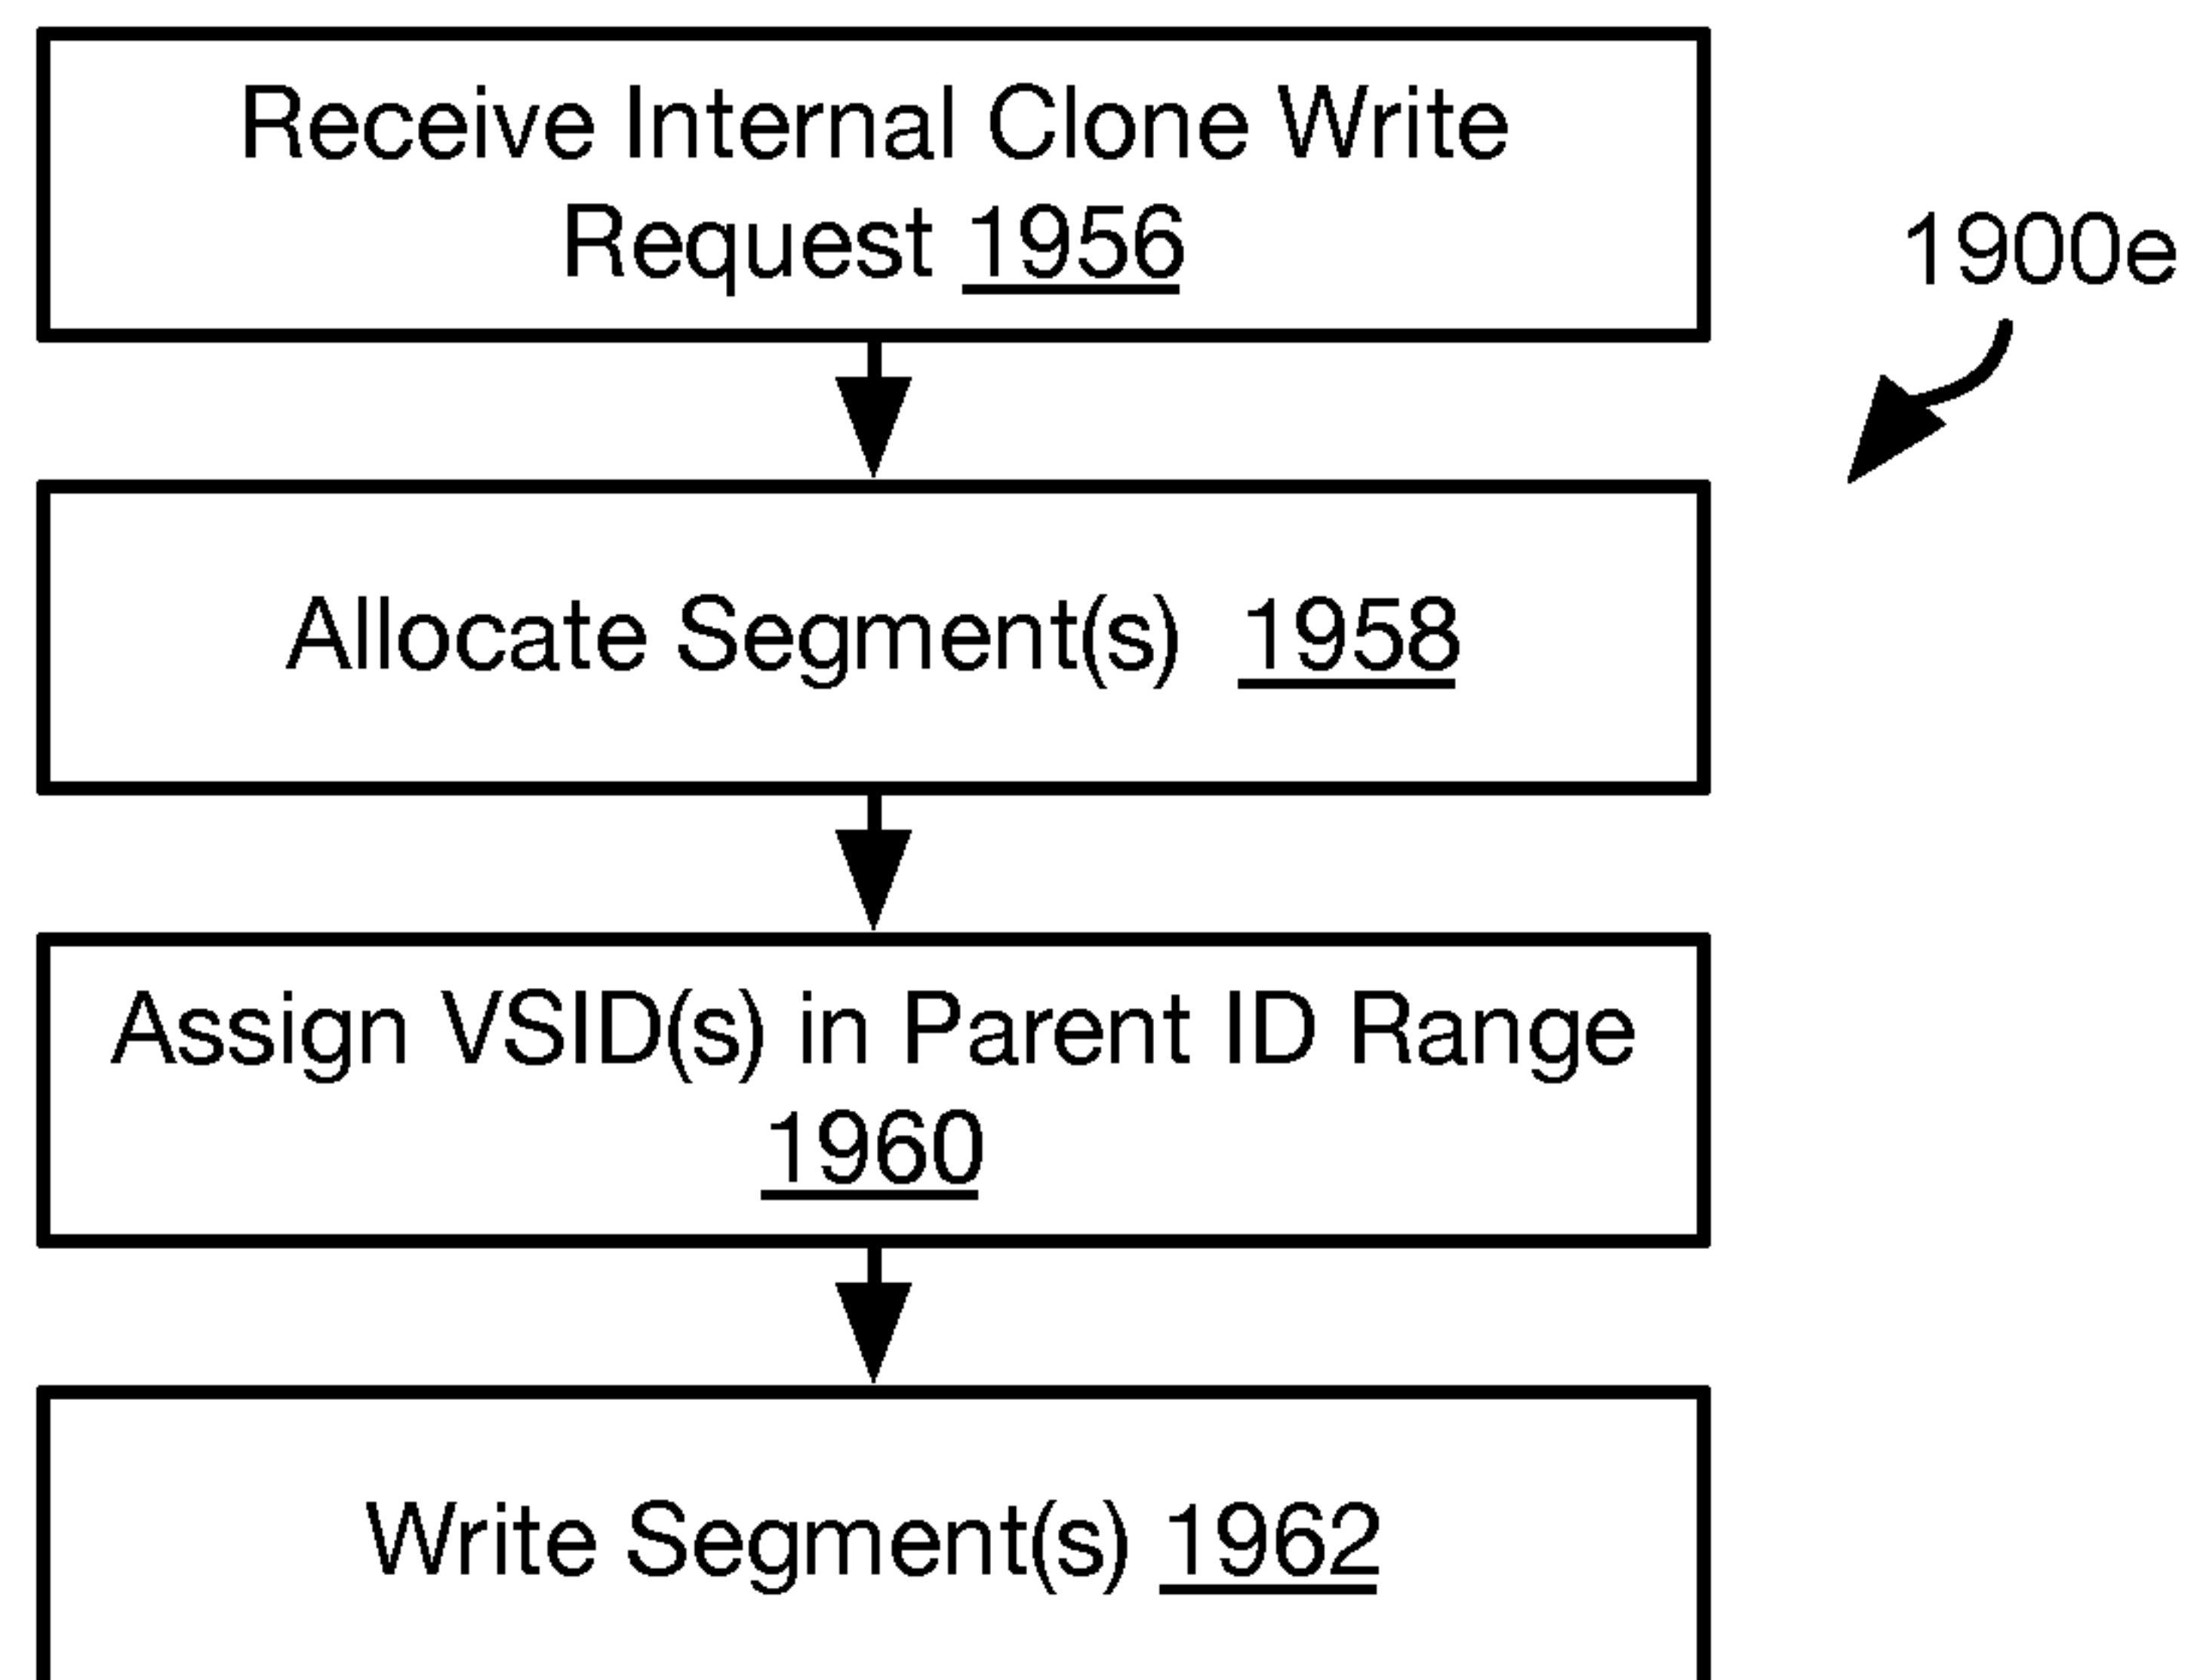 Receive Internal Clone Write
Request 1956
1900e
Allocate Segment(s) 1958
Assign VSID(s) in Parent ID Range
1960
Write Segment(s) 1962